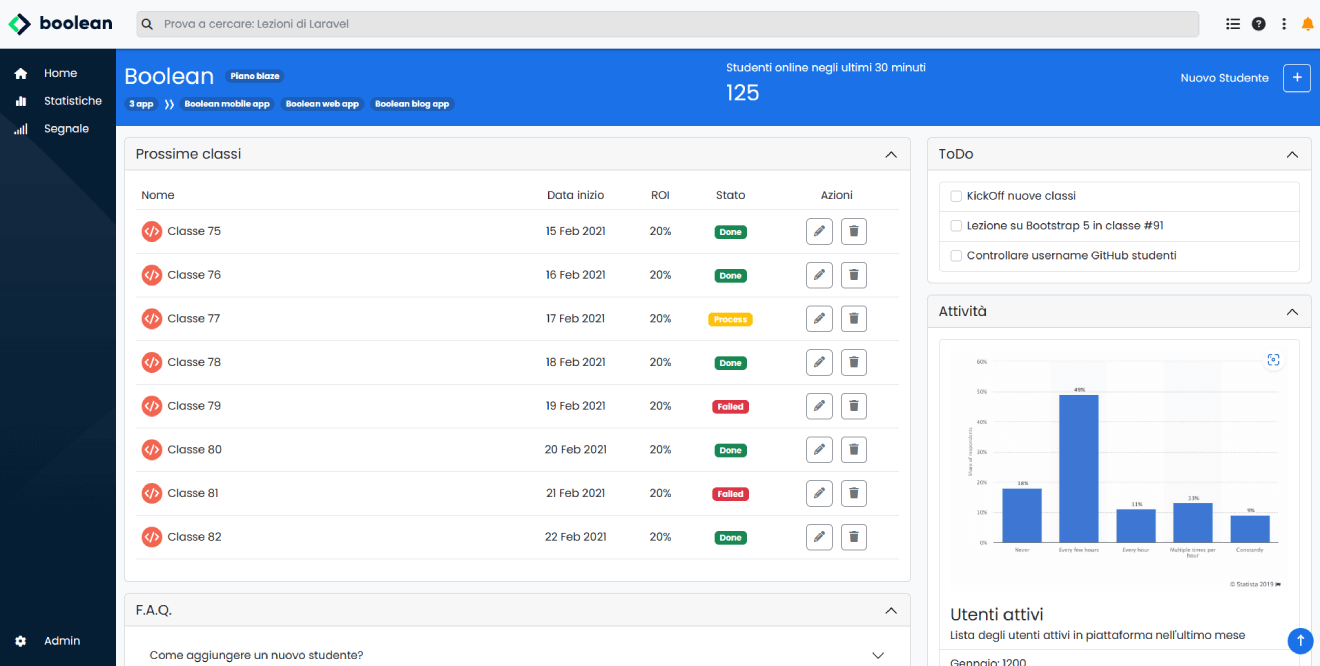 boolean
Prova a cercare: Lezioni di Laravel
Home
Statistiche
Segnale
Admin
Boolean Piano blaze
3 app Boolean mobile app Boolean web app Boolean blog app
Studenti online negli ultimi 30 minuti
125
Nuovo Studente
Prossime classi
Nome Data inizio ROI Stato Azioni
Classe 75 15 Feb 2021 20% Done
Classe 76 16 Feb 2021 20% Done
Classe 77 17 Feb 2021 20% Process
Classe 78 18 Feb 2021 20% Done
Classe 79 19 Feb 2021 20% Failed
Classe 80 20 Feb 2021 20% Done
Classe 81 21 Feb 2021 20% Failed
Classe 82 22 Feb 2021 20% Done
F.A.Q.
Come aggiungere un nuovo studente?
ToDo
KickOff nuove classi
Lezione su Bootstrap 5 in classe #91
Controllare username GitHub studenti
Attività
60%
50%
40%
30%
20%
10%
0%
Share of respondents
18%
49%
11%
13%
9%
Never
Every few hours
Every hour
Multiple times per
hour
Constantly
© Statista 2019
Utenti attivi
Lista degli utenti attivi in piattaforma nell'ultimo mese
Gennaio: 1200